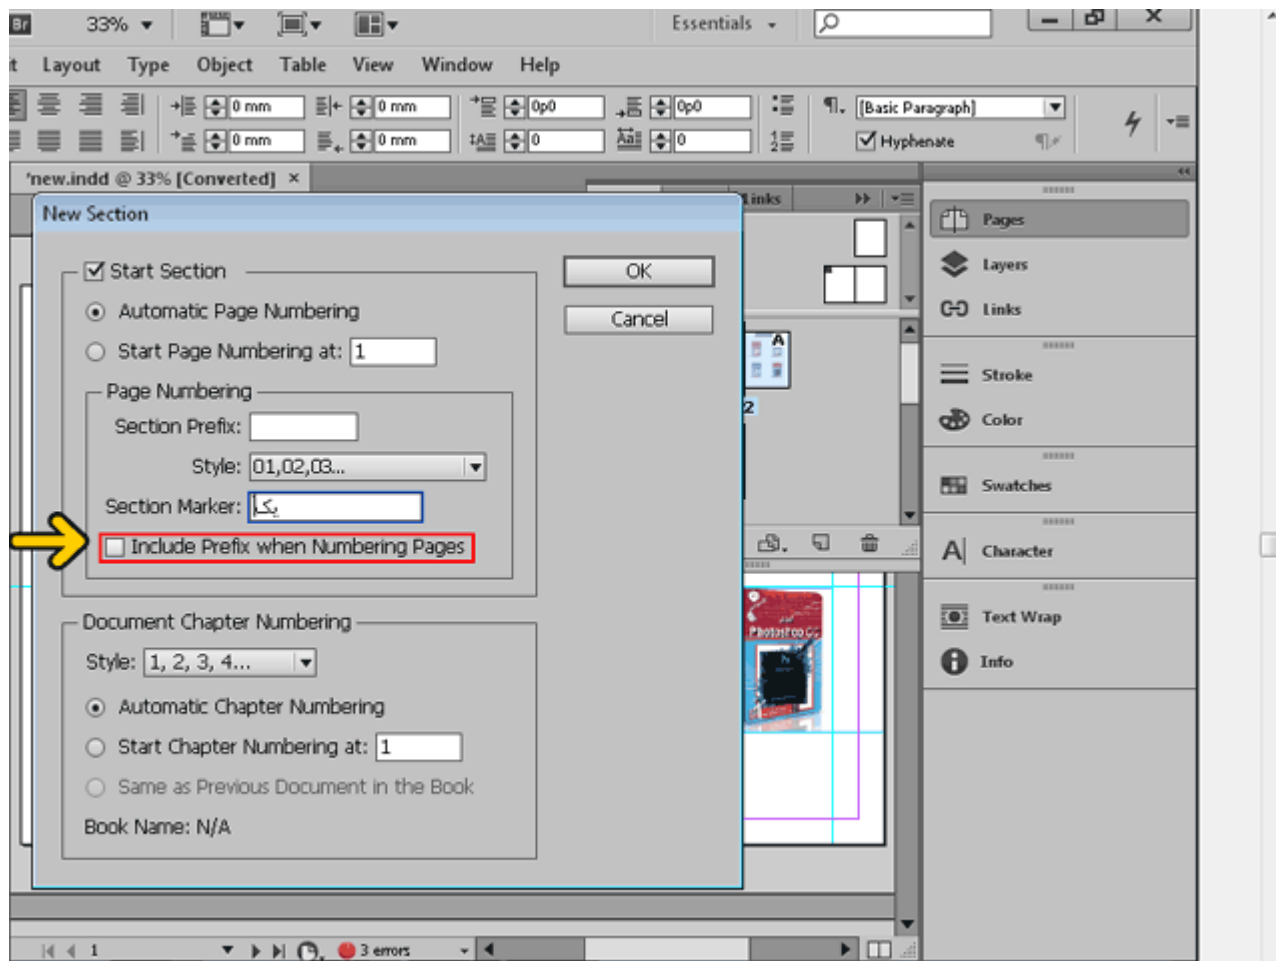 Br 33% Essentials
t Layout Type Object Table View Window Help
0 mm 0 mm 0p0 0p0 [Basic Paragraph]
0 mm 0 mm 0 0 Hyphenate
*new.indd @ 33% [Converted] ×
Links
New Section
Start Section
OK
Automatic Page Numbering
Cancel
Start Page Numbering at: 1
Page Numbering
Section Prefix:
Style: 01,02,03...
Section Marker: یک
Include Prefix when Numbering Pages
Document Chapter Numbering
Style: 1, 2, 3, 4...
Automatic Chapter Numbering
Start Chapter Numbering at: 1
Same as Previous Document in the Book
Book Name: N/A
A
2
Photoshop CC
Pages
Layers
Links
Stroke
Color
Swatches
A Character
Text Wrap
Info
1 3 errors